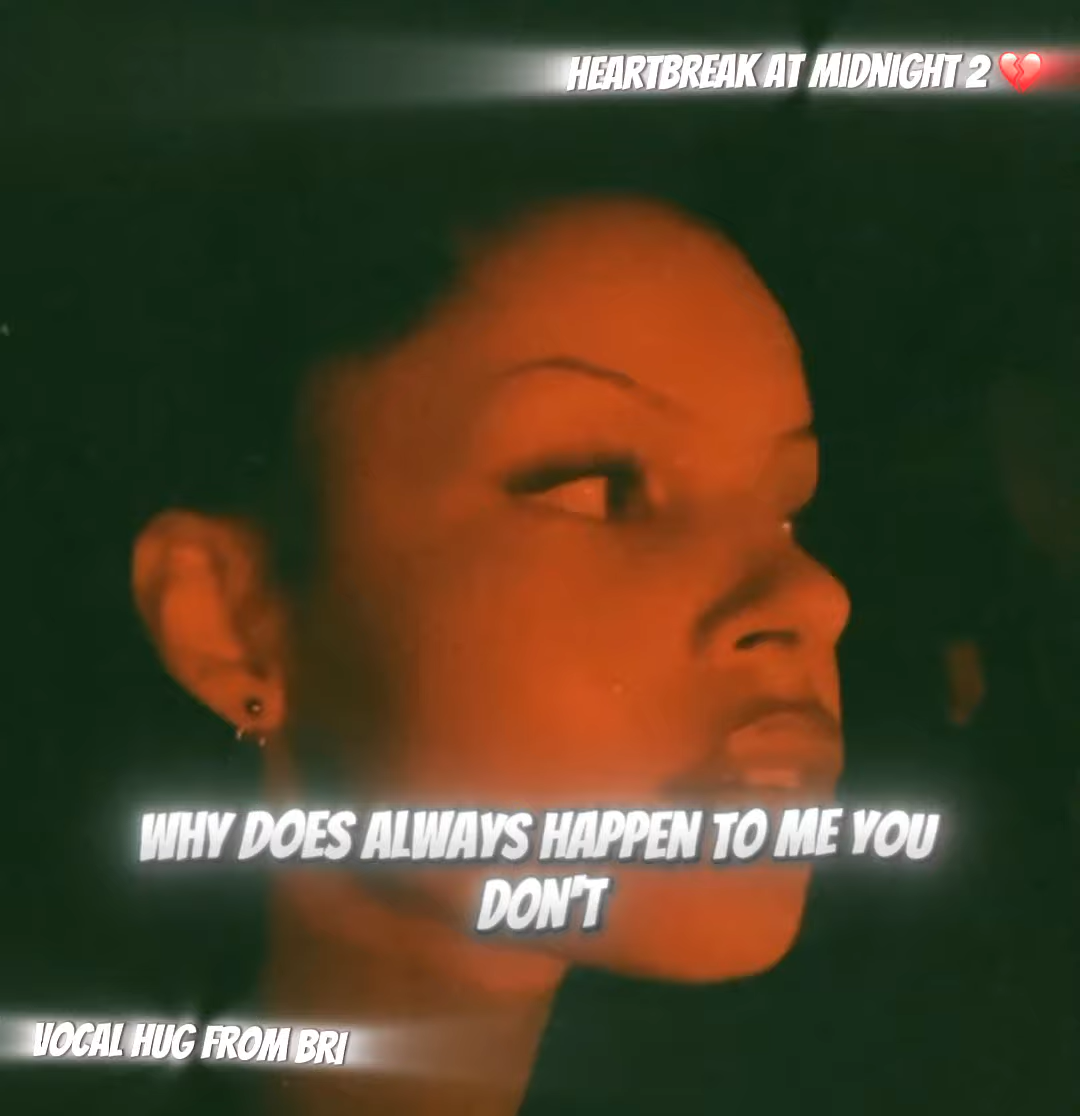 HEARTBREAK AT MIDNIGHT 2 💔
WHY DOES ALWAYS HAPPEN TO ME YOU
DON'T
VOCAL HUG FROM BRI